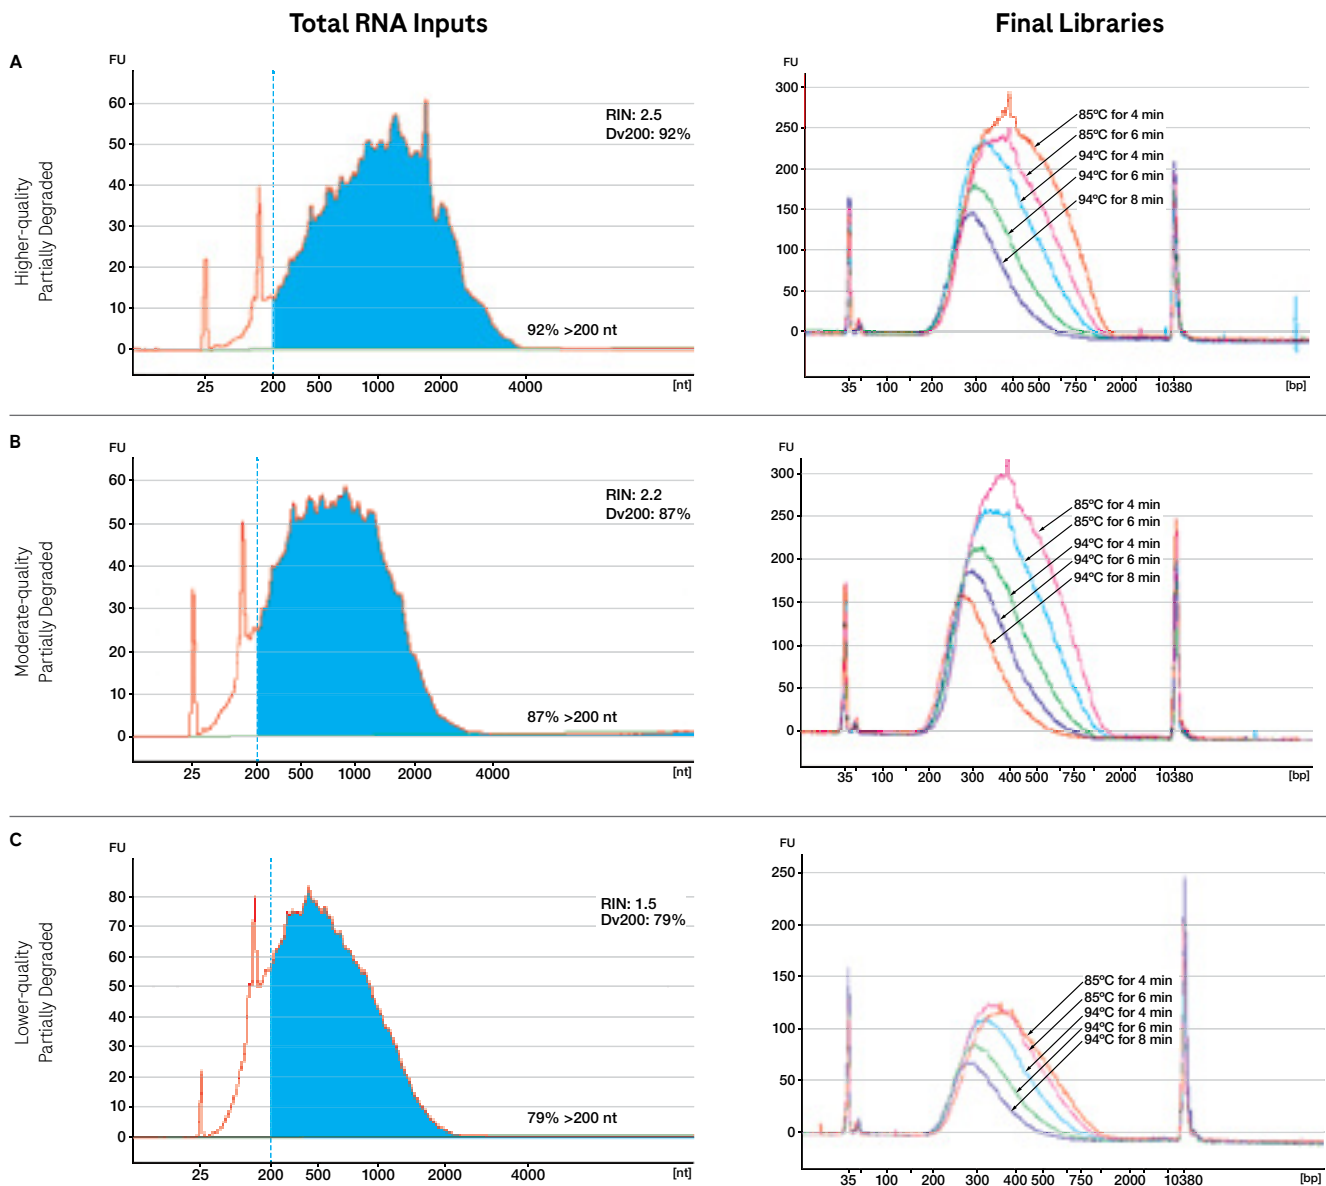 Total RNA Inputs
Final Libraries
A
Higher-quality
Partially Degraded
FU
60
50
40
30
20
10
0
25 200 500 1000 2000 4000 [nt]
RIN: 2.5
Dv200: 92%
92% >200 nt
FU
300
250
200
150
100
50
0
35 100 200 300 400 500 750 2000 10380 [bp]
85ºC for 4 min
85ºC for 6 min
94ºC for 4 min
94ºC for 6 min
94ºC for 8 min
B
Moderate-quality
Partially Degraded
FU
60
50
40
30
20
10
0
25 200 500 1000 2000 4000 [nt]
RIN: 2.2
Dv200: 87%
87% >200 nt
FU
300
250
200
150
100
50
0
35 100 200 300 400 500 750 2000 10380 [bp]
85ºC for 4 min
85ºC for 6 min
94ºC for 4 min
94ºC for 6 min
94ºC for 8 min
C
Lower-quality
Partially Degraded
FU
80
70
60
50
40
30
20
10
0
25 200 500 1000 2000 4000 [nt]
RIN: 1.5
Dv200: 79%
79% >200 nt
FU
250
200
150
100
50
0
35 100 200 300 400 500 750 2000 10380 [bp]
85ºC for 4 min
85ºC for 6 min
94ºC for 4 min
94ºC for 6 min
94ºC for 8 min